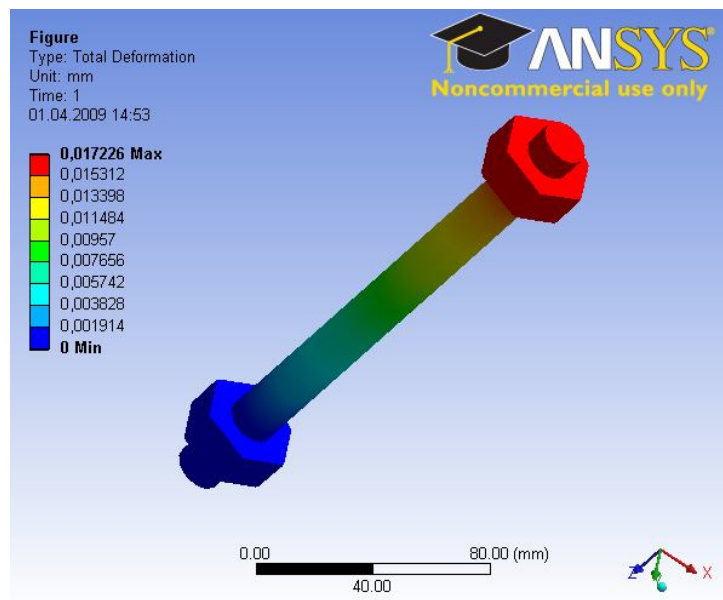 Figure
Type: Total Deformation
Unit: mm
Time: 1
01.04.2009 14:53
ANSYS
Noncommercial use only
0,017226 Max
0,015312
0,013398
0,011484
0,00957
0,007656
0,005742
0,003828
0,001914
0 Min
0.00
80.00 (mm)
40.00
Z
X